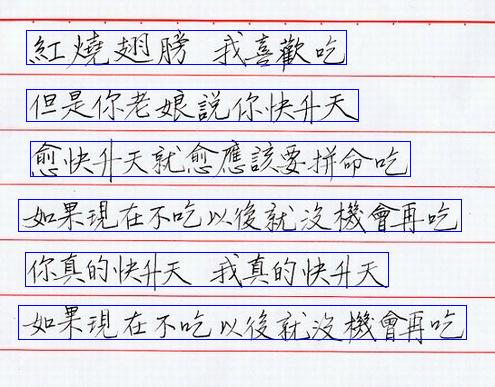 紅燒翅膀 我喜歡吃
但是你老娘說你快升天
愈快升天就愈應該要拼命吃
如果現在不吃以後就沒機會再吃
你真的快升天 我真的快升天
如果現在不吃以後就沒機會再吃